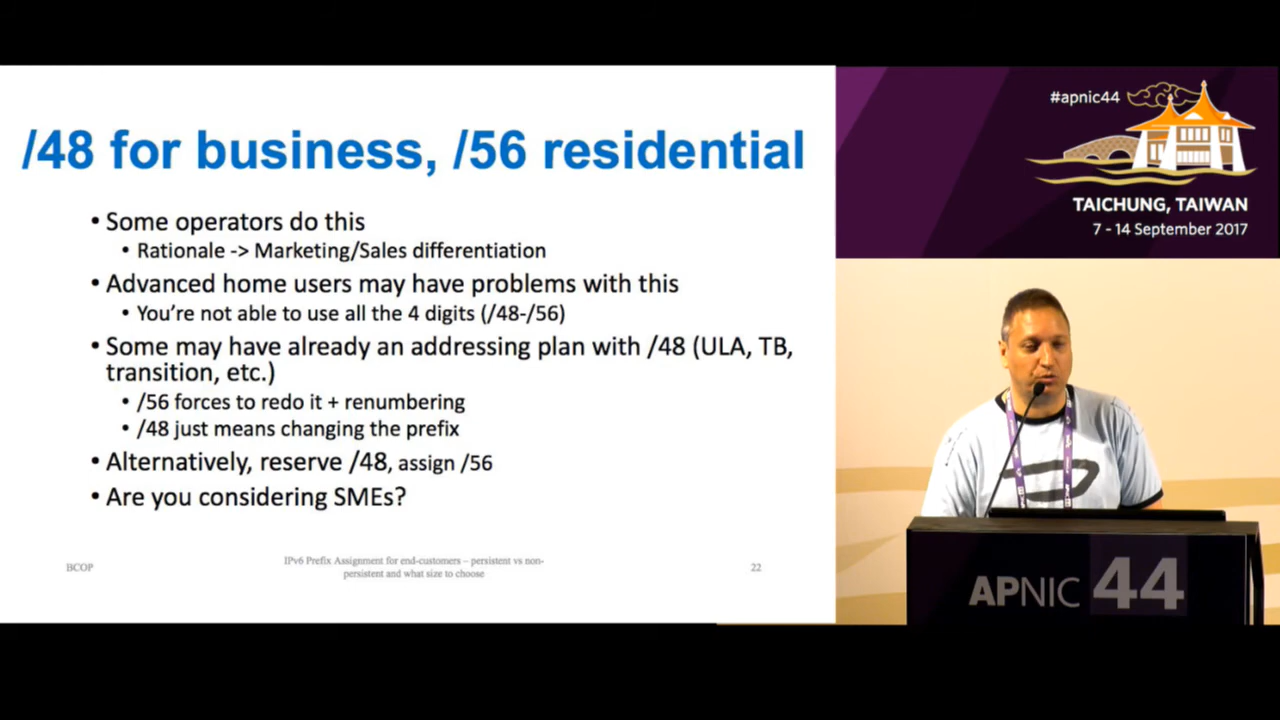 /48 for business, /56 residential
• Some operators do this
• Rationale -> Marketing/Sales differentiation
• Advanced home users may have problems with this
• You're not able to use all the 4 digits (/48-/56)
• Some may have already an addressing plan with /48 (ULA, TB,
transition, etc.)
• /56 forces to redo it + renumbering
• /48 just means changing the prefix
• Alternatively, reserve /48, assign /56
• Are you considering SMEs?
BCOP
IPv6 Prefix Assignment for end-customers – persistent vs non-
persistent and what size to choose
22
#apnic44
TAICHUNG, TAIWAN
7 - 14 September 2017
APNIC 44